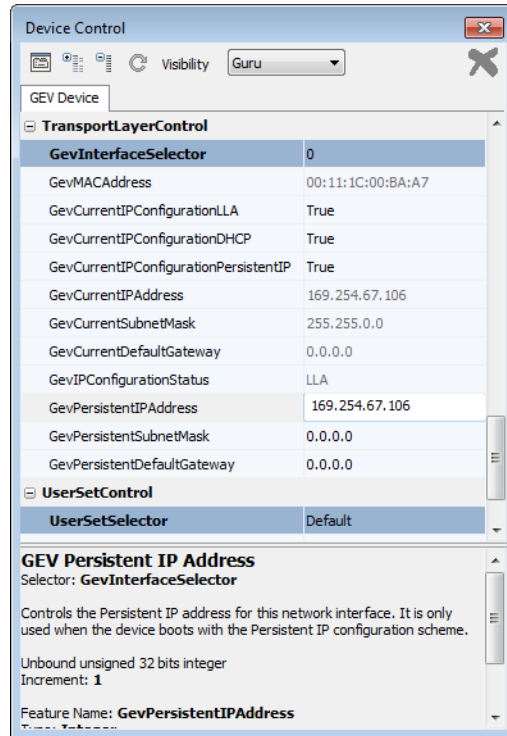 Device Control
Visibility Guru
GEV Device
TransportLayerControl
GevInterfaceSelector 0
GevMACAddress 00:11:1C:00:BA:A7
GevCurrentIPConfigurationLLA True
GevCurrentIPConfigurationDHCP True
GevCurrentIPConfigurationPersistentIP True
GevCurrentIPAddress 169.254.67.106
GevCurrentSubnetMask 255.255.0.0
GevCurrentDefaultGateway 0.0.0.0
GevIPConfigurationStatus LLA
GevPersistentIPAddress 169.254.67.106
GevPersistentSubnetMask 0.0.0.0
GevPersistentDefaultGateway 0.0.0.0
UserSetControl
UserSetSelector Default
GEV Persistent IP Address
Selector: GevInterfaceSelector
Controls the Persistent IP address for this network interface. It is only
used when the device boots with the Persistent IP configuration scheme.
Unbound unsigned 32 bits integer
Increment: 1
Feature Name: GevPersistentIPAddress
Type: Integer